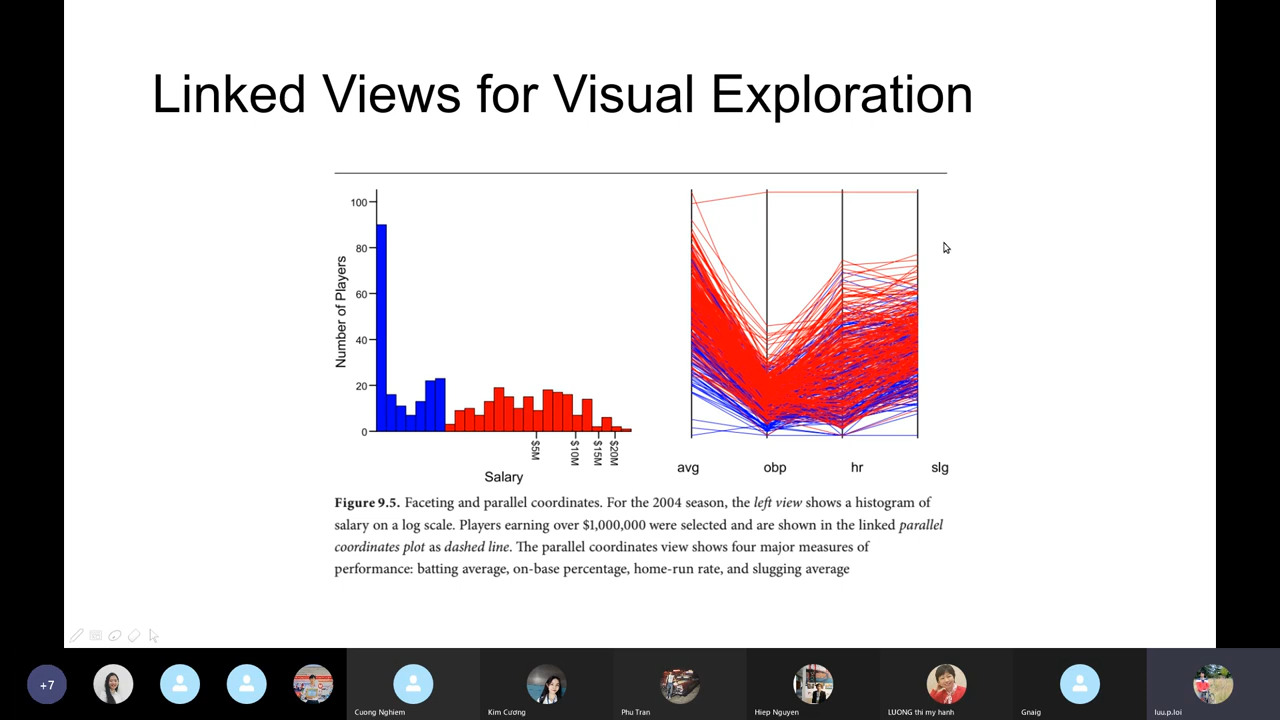 Linked Views for Visual Exploration
100
80
60
40
20
0
Number of Players
$5M
$10M
$15M
$20M
Salary
avg obp hr slg
Figure 9.5. Faceting and parallel coordinates. For the 2004 season, the left view shows a histogram of
salary on a log scale. Players earning over $1,000,000 were selected and are shown in the linked parallel
coordinates plot as dashed line. The parallel coordinates view shows four major measures of
performance: batting average, on-base percentage, home-run rate, and slugging average
+7
Cuong Nghiem
Kim Cương
Phu Tran
Hiep Nguyen
LUONG thi my hanh
Gnaig
luu.p.loi